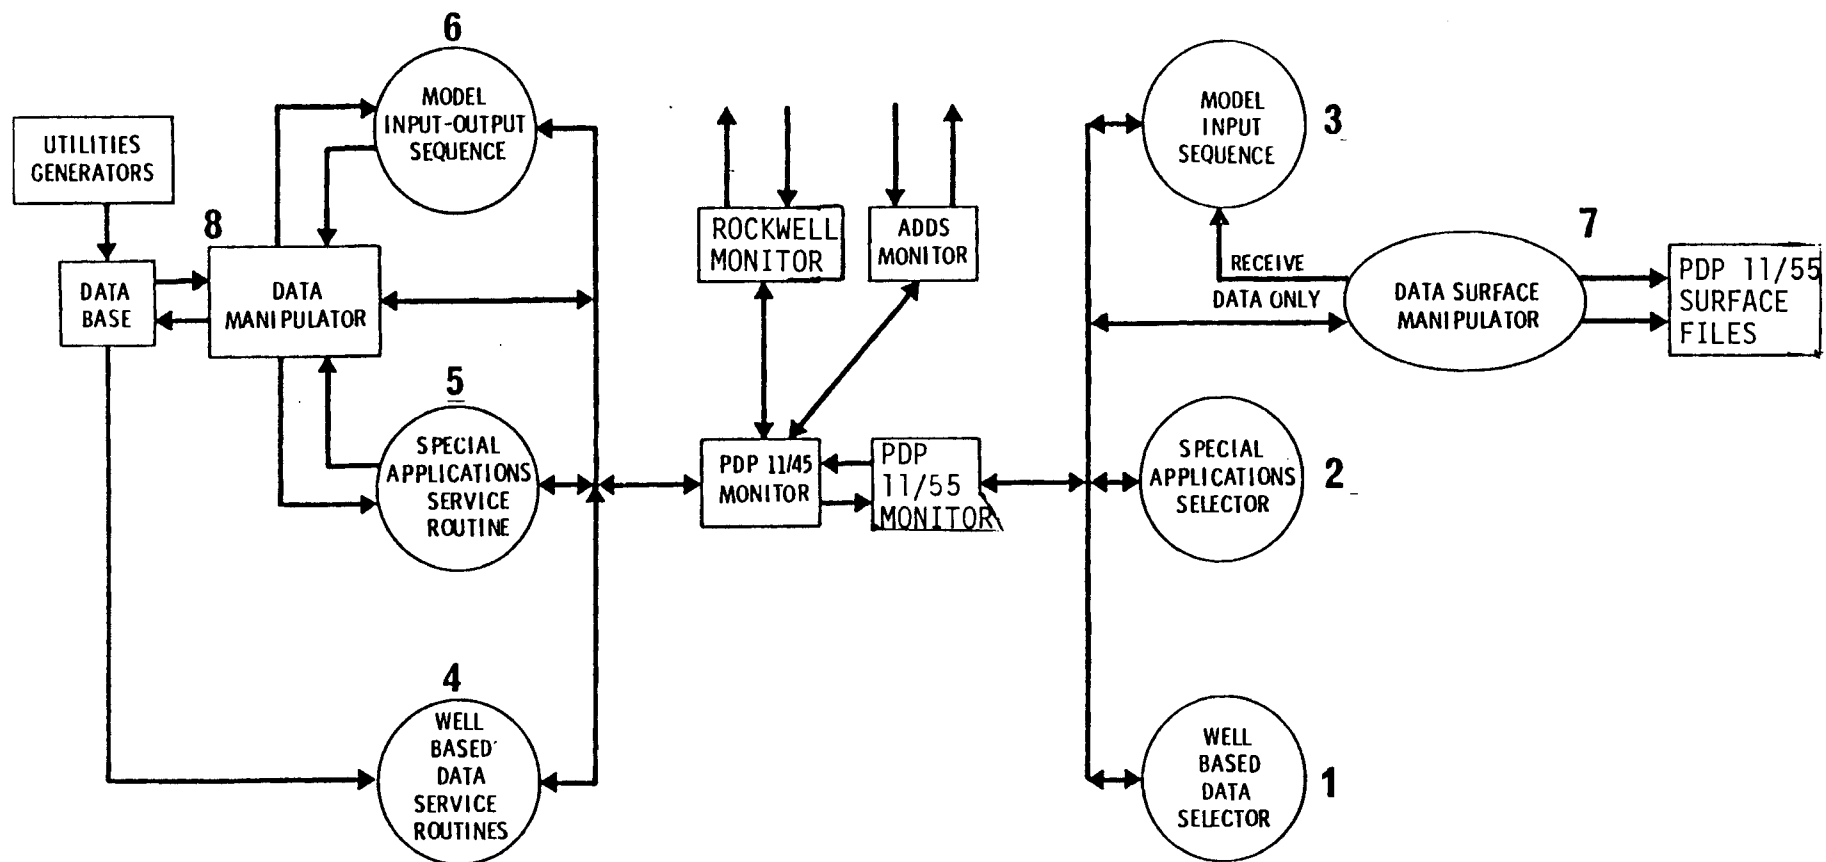 6
MODEL
INPUT-OUTPUT
SEQUENCE
UTILITIES
GENERATORS
8
DATA
BASE
DATA
MANIPULATOR
5
SPECIAL
APPLICATIONS
SERVICE
ROUTINE
4
WELL
BASED
DATA
SERVICE
ROUTINES
ROCKWELL
MONITOR
ADDS
MONITOR
PDP 11/45
MONITOR
PDP
11/55
MONITOR
MODEL
INPUT
SEQUENCE
3
RECEIVE
DATA ONLY
7
DATA SURFACE
MANIPULATOR
PDP 11/55
SURFACE
FILES
SPECIAL
APPLICATIONS
SELECTOR
2
WELL
BASED
DATA
SELECTOR
1